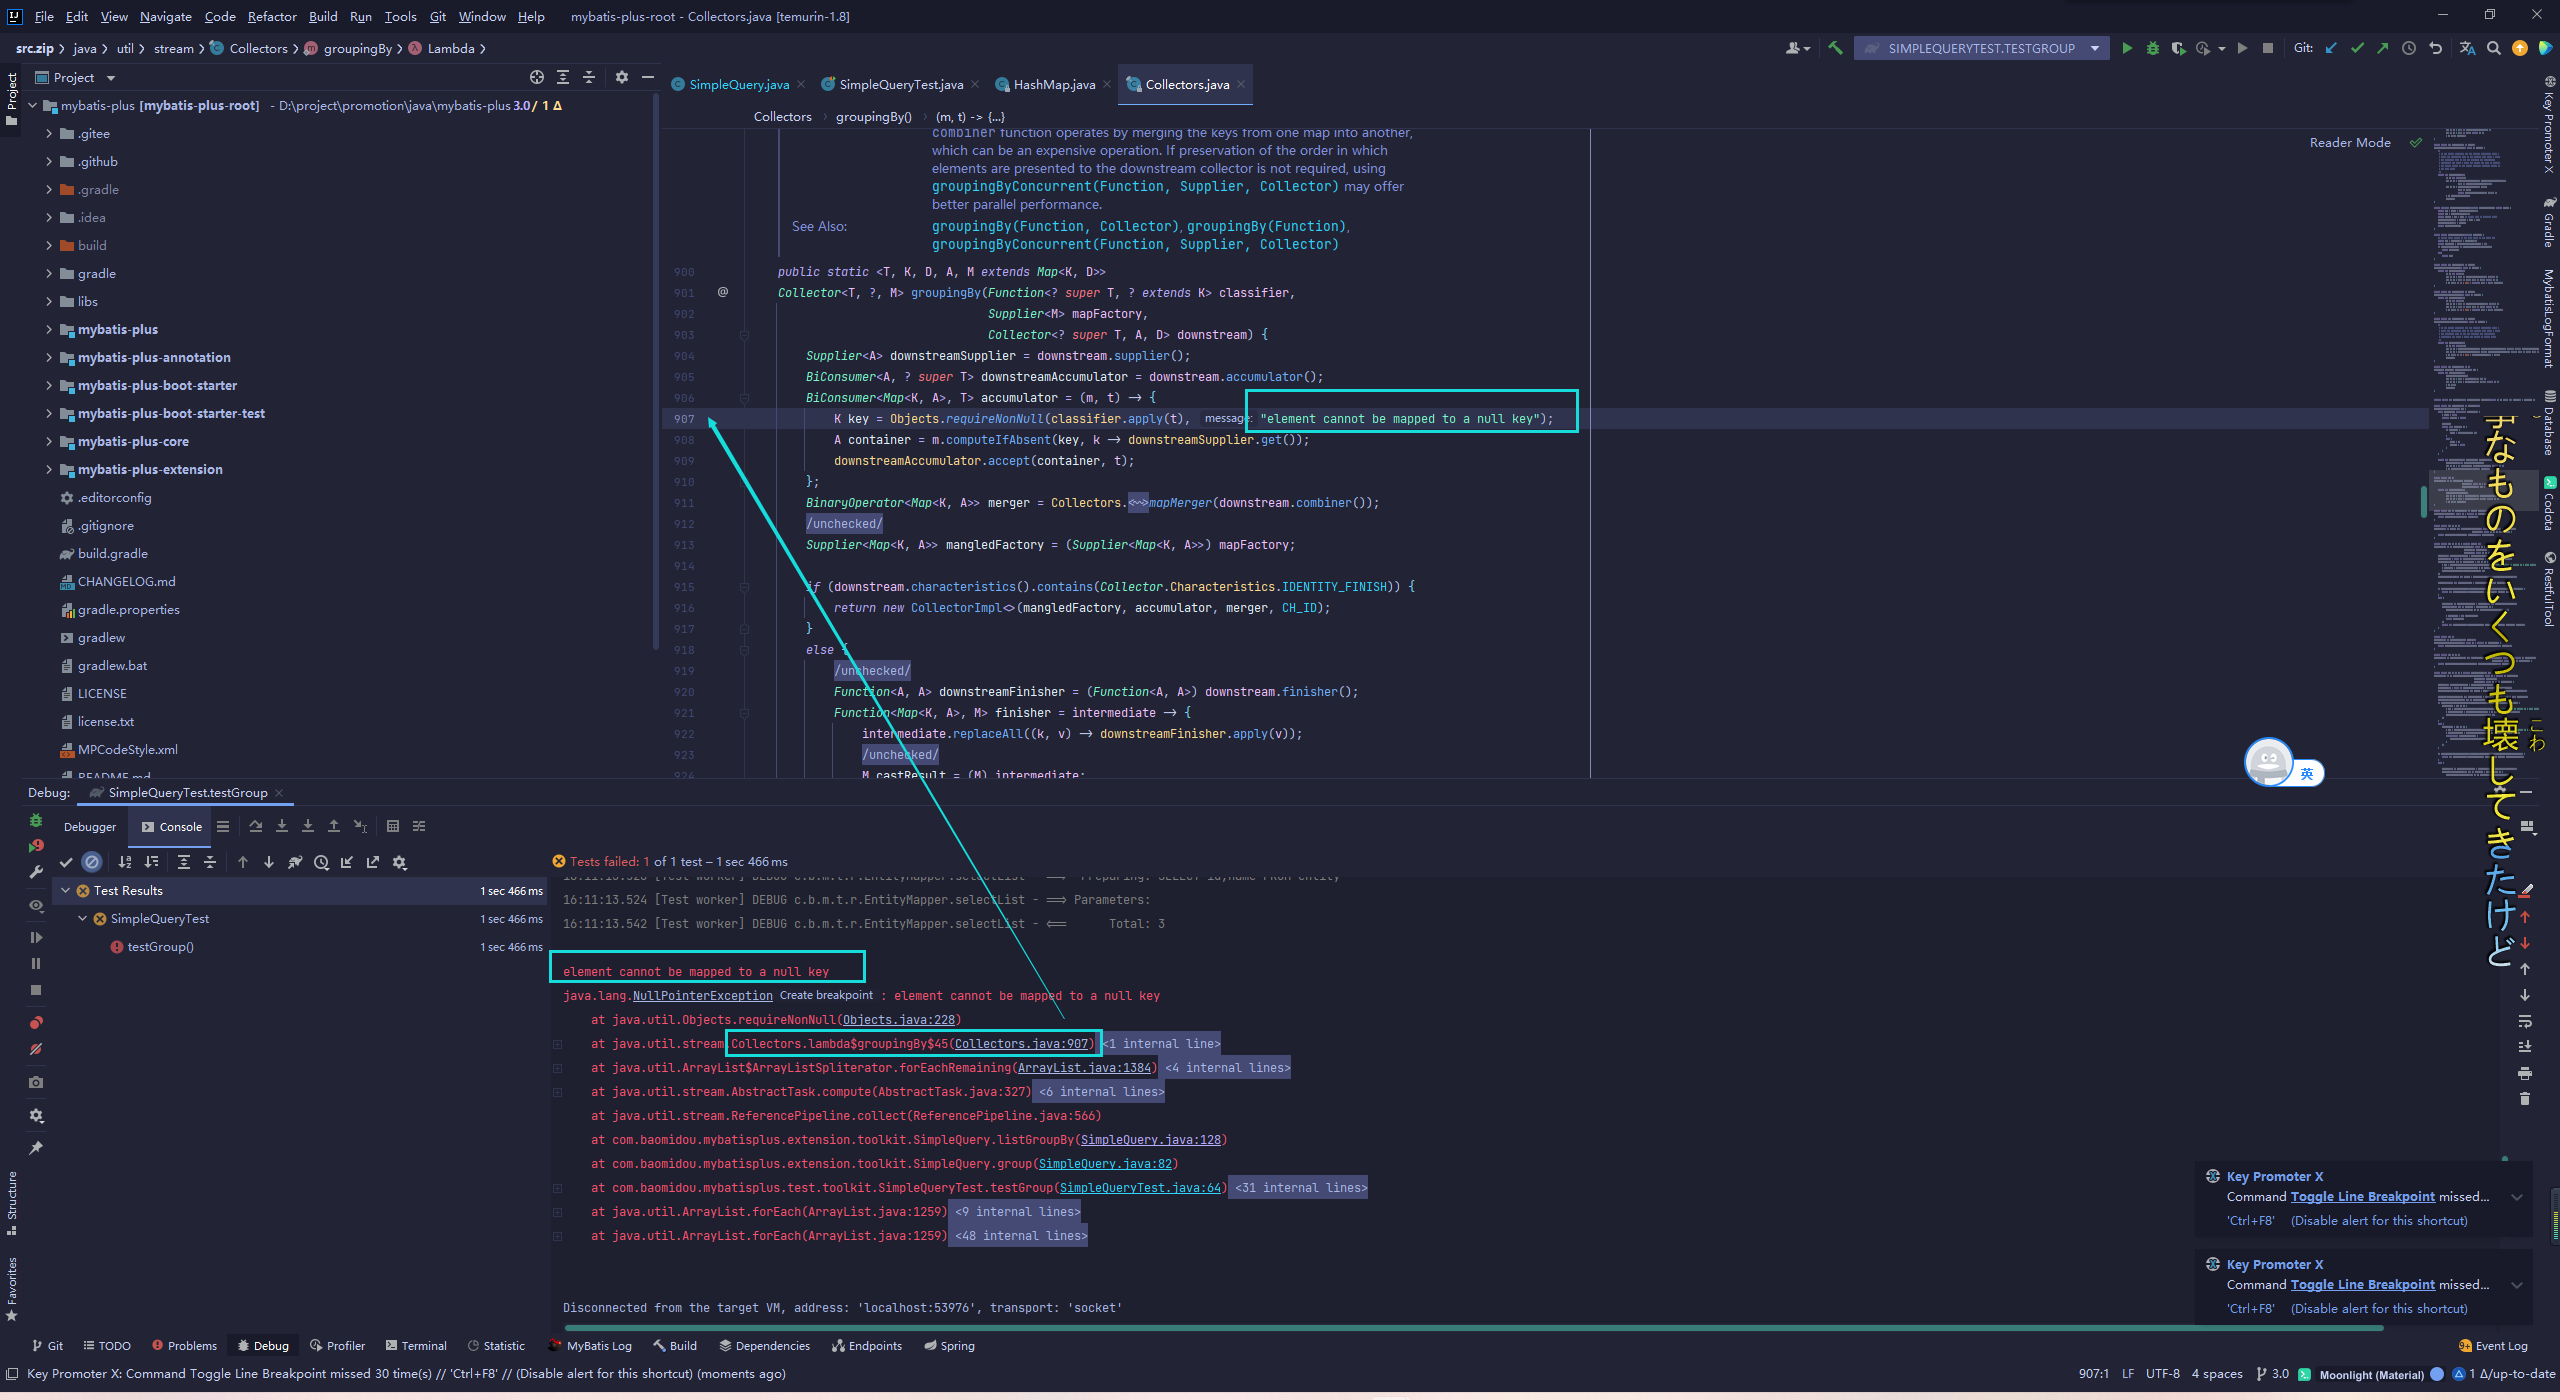 File Edit View Navigate Code Refactor Build Run Tools Git Window Help mybatis-plus-root - Collectors.java [temurin-1.8]
src.zip java util stream Collectors groupingBy Lambda
SIMPLEQUERYTEST.TESTGROUP Git:
Project
Project
Structure
Favorites
mybatis-plus [mybatis-plus-root] - D:\project\promotion\java\mybatis-plus 3.0 / 1 Δ
.gitee
.github
.gradle
.idea
build
gradle
libs
mybatis-plus
mybatis-plus-annotation
mybatis-plus-boot-starter
mybatis-plus-boot-starter-test
mybatis-plus-core
mybatis-plus-extension
.editorconfig
.gitignore
build.gradle
CHANGELOG.md
gradle.properties
gradlew
gradlew.bat
LICENSE
license.txt
MPCodeStyle.xml
README.md
SimpleQuery.java SimpleQueryTest.java HashMap.java Collectors.java
Collectors groupingBy() (m, t) -> {...}
Reader Mode
combiner function operates by merging the keys from one map into another,
which can be an expensive operation. If preservation of the order in which
elements are presented to the downstream collector is not required, using
groupingByConcurrent(Function, Supplier, Collector) may offer
better parallel performance.
See Also: groupingBy(Function, Collector), groupingBy(Function),
groupingByConcurrent(Function, Supplier, Collector)
900 public static <T, K, D, A, M extends Map<K, D>>
901 @ Collector<T, ?, M> groupingBy(Function<? super T, ? extends K> classifier,
902 Supplier<M> mapFactory,
903 Collector<? super T, A, D> downstream) {
904 Supplier<A> downstreamSupplier = downstream.supplier();
905 BiConsumer<A, ? super T> downstreamAccumulator = downstream.accumulator();
906 BiConsumer<Map<K, A>, T> accumulator = (m, t) -> {
907 K key = Objects.requireNonNull(classifier.apply(t), message: "element cannot be mapped to a null key");
908 A container = m.computeIfAbsent(key, k -> downstreamSupplier.get());
909 downstreamAccumulator.accept(container, t);
910 };
911 BinaryOperator<Map<K, A>> merger = Collectors.<~>mapMerger(downstream.combiner());
912 /unchecked/
913 Supplier<Map<K, A>> mangledFactory = (Supplier<Map<K, A>>) mapFactory;
914
915 if (downstream.characteristics().contains(Collector.Characteristics.IDENTITY_FINISH)) {
916 return new CollectorImpl<>(mangledFactory, accumulator, merger, CH_ID);
917 }
918 else {
919 /unchecked/
920 Function<A, A> downstreamFinisher = (Function<A, A>) downstream.finisher();
921 Function<Map<K, A>, M> finisher = intermediate -> {
922 intermediate.replaceAll((k, v) -> downstreamFinisher.apply(v));
923 /unchecked/
924 M castResult = (M) intermediate;
Key Promoter X
Gradle
MybatisLogFormat
Database
Codota
RestfulTool
なものをいくつも壊してきたけど
こわ
英
Debug: SimpleQueryTest.testGroup
Debugger Console
Tests failed: 1 of 1 test – 1 sec 466 ms
Test Results 1 sec 466 ms
SimpleQueryTest 1 sec 466 ms
testGroup() 1 sec 466 ms
16:11:13.524 [Test worker] DEBUG c.b.m.t.r.EntityMapper.selectList - ==> Parameters:
16:11:13.542 [Test worker] DEBUG c.b.m.t.r.EntityMapper.selectList - <== Total: 3
element cannot be mapped to a null key
java.lang.NullPointerException Create breakpoint : element cannot be mapped to a null key
at java.util.Objects.requireNonNull(Objects.java:228)
at java.util.stream.Collectors.lambda$groupingBy$45(Collectors.java:907) <1 internal line>
at java.util.ArrayList$ArrayListSpliterator.forEachRemaining(ArrayList.java:1384) <4 internal lines>
at java.util.stream.AbstractTask.compute(AbstractTask.java:327) <6 internal lines>
at java.util.stream.ReferencePipeline.collect(ReferencePipeline.java:566)
at com.baomidou.mybatisplus.extension.toolkit.SimpleQuery.listGroupBy(SimpleQuery.java:128)
at com.baomidou.mybatisplus.extension.toolkit.SimpleQuery.group(SimpleQuery.java:82)
at com.baomidou.mybatisplus.test.toolkit.SimpleQueryTest.testGroup(SimpleQueryTest.java:64) <31 internal lines>
at java.util.ArrayList.forEach(ArrayList.java:1259) <9 internal lines>
at java.util.ArrayList.forEach(ArrayList.java:1259) <48 internal lines>
Disconnected from the target VM, address: 'localhost:53976', transport: 'socket'
Key Promoter X
Command Toggle Line Breakpoint missed...
'Ctrl+F8' (Disable alert for this shortcut)
Key Promoter X
Command Toggle Line Breakpoint missed...
'Ctrl+F8' (Disable alert for this shortcut)
Git TODO Problems Debug Profiler Terminal Statistic MyBatis Log Build Dependencies Endpoints Spring Event Log
Key Promoter X: Command Toggle Line Breakpoint missed 30 time(s) // 'Ctrl+F8' // (Disable alert for this shortcut) (moments ago) 907:1 LF UTF-8 4 spaces 3.0 Moonlight (Material) 1 Δ/up-to-date